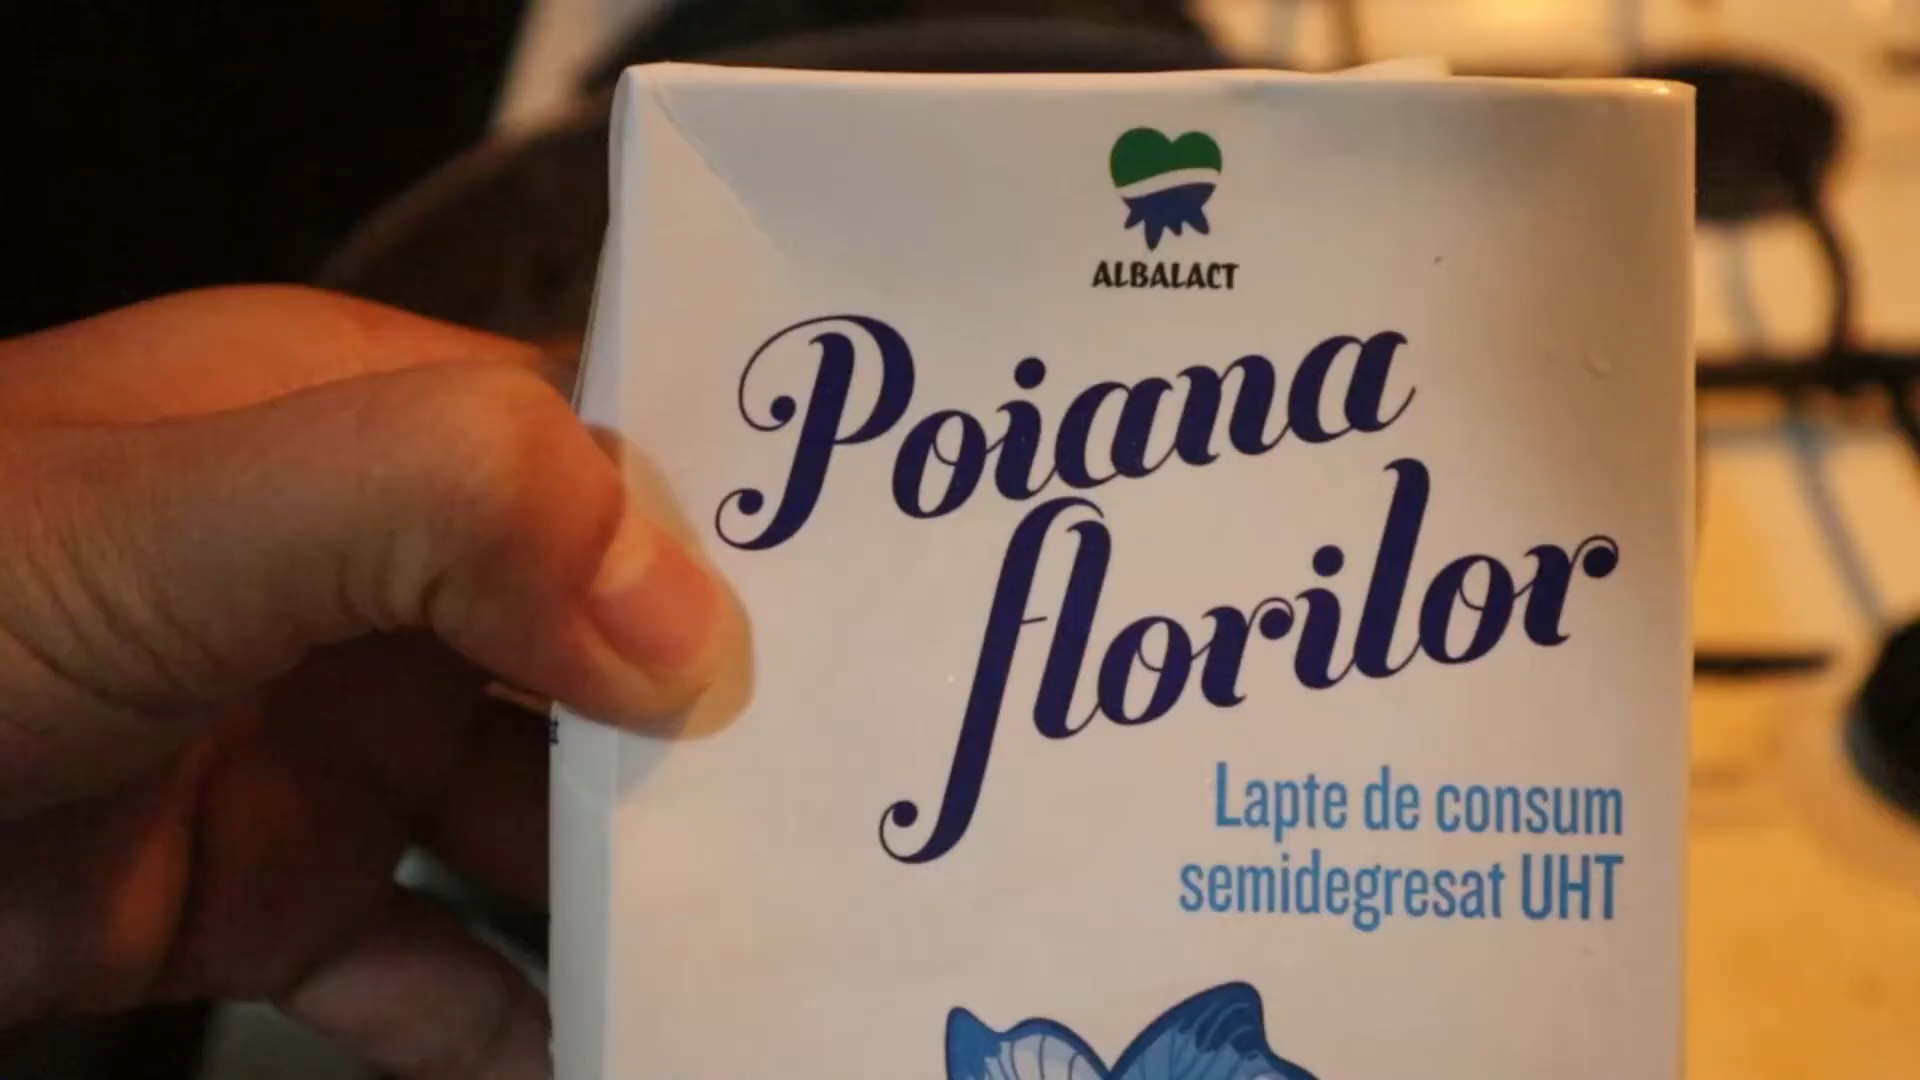 ALBALACT
Poiana
florilor
Lapte de consum
semidegresat UHT